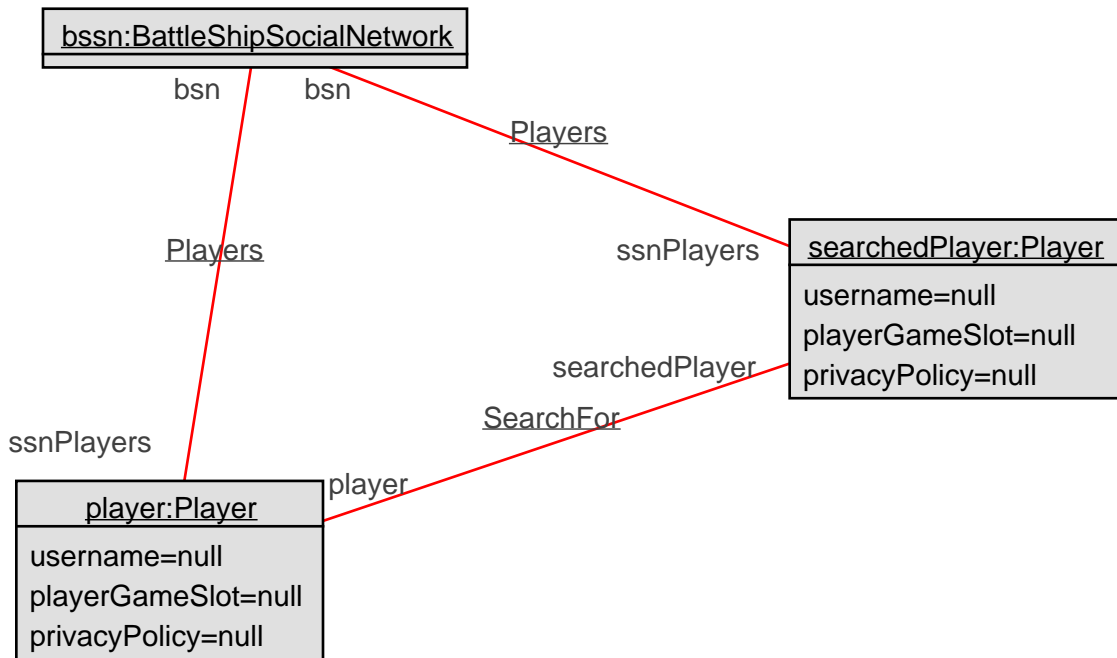 bssn:BattleShipSocialNetwork
bsn
bsn
Players
Players
ssnPlayers
searchedPlayer:Player
username=null
playerGameSlot=null
privacyPolicy=null
searchedPlayer
SearchFor
ssnPlayers
player
player:Player
username=null
playerGameSlot=null
privacyPolicy=null